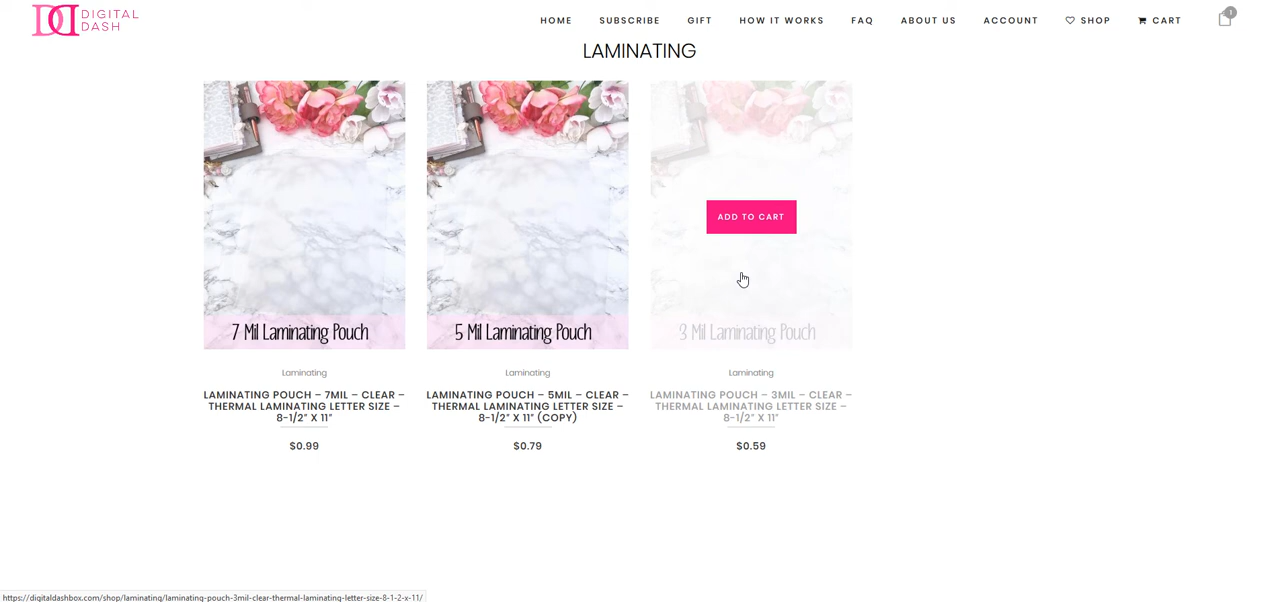 DD DIGITAL DASH
HOME SUBSCRIBE GIFT HOW IT WORKS FAQ ABOUT US ACCOUNT SHOP CART 1
LAMINATING
ADD TO CART
7 Mil Laminating Pouch
5 Mil Laminating Pouch
3 Mil Laminating Pouch
Laminating
LAMINATING POUCH – 7MIL – CLEAR –
THERMAL LAMINATING LETTER SIZE –
8-1/2" X 11"
$0.99
Laminating
LAMINATING POUCH – 5MIL – CLEAR –
THERMAL LAMINATING LETTER SIZE –
8-1/2" X 11" (COPY)
$0.79
Laminating
LAMINATING POUCH – 3MIL – CLEAR –
THERMAL LAMINATING LETTER SIZE –
8-1/2" X 11"
$0.59
https://digitaldashbox.com/shop/laminating/laminating-pouch-3mil-clear-thermal-laminating-letter-size-8-1-2-x-11/